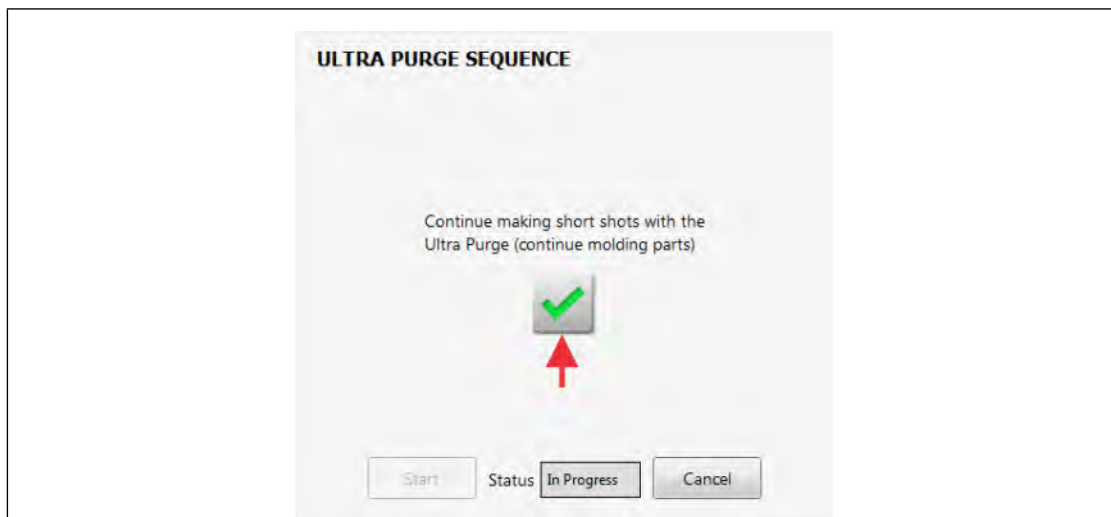 ULTRA PURGE SEQUENCE
Continue making short shots with the
Ultra Purge (continue molding parts)
Start Status In Progress Cancel